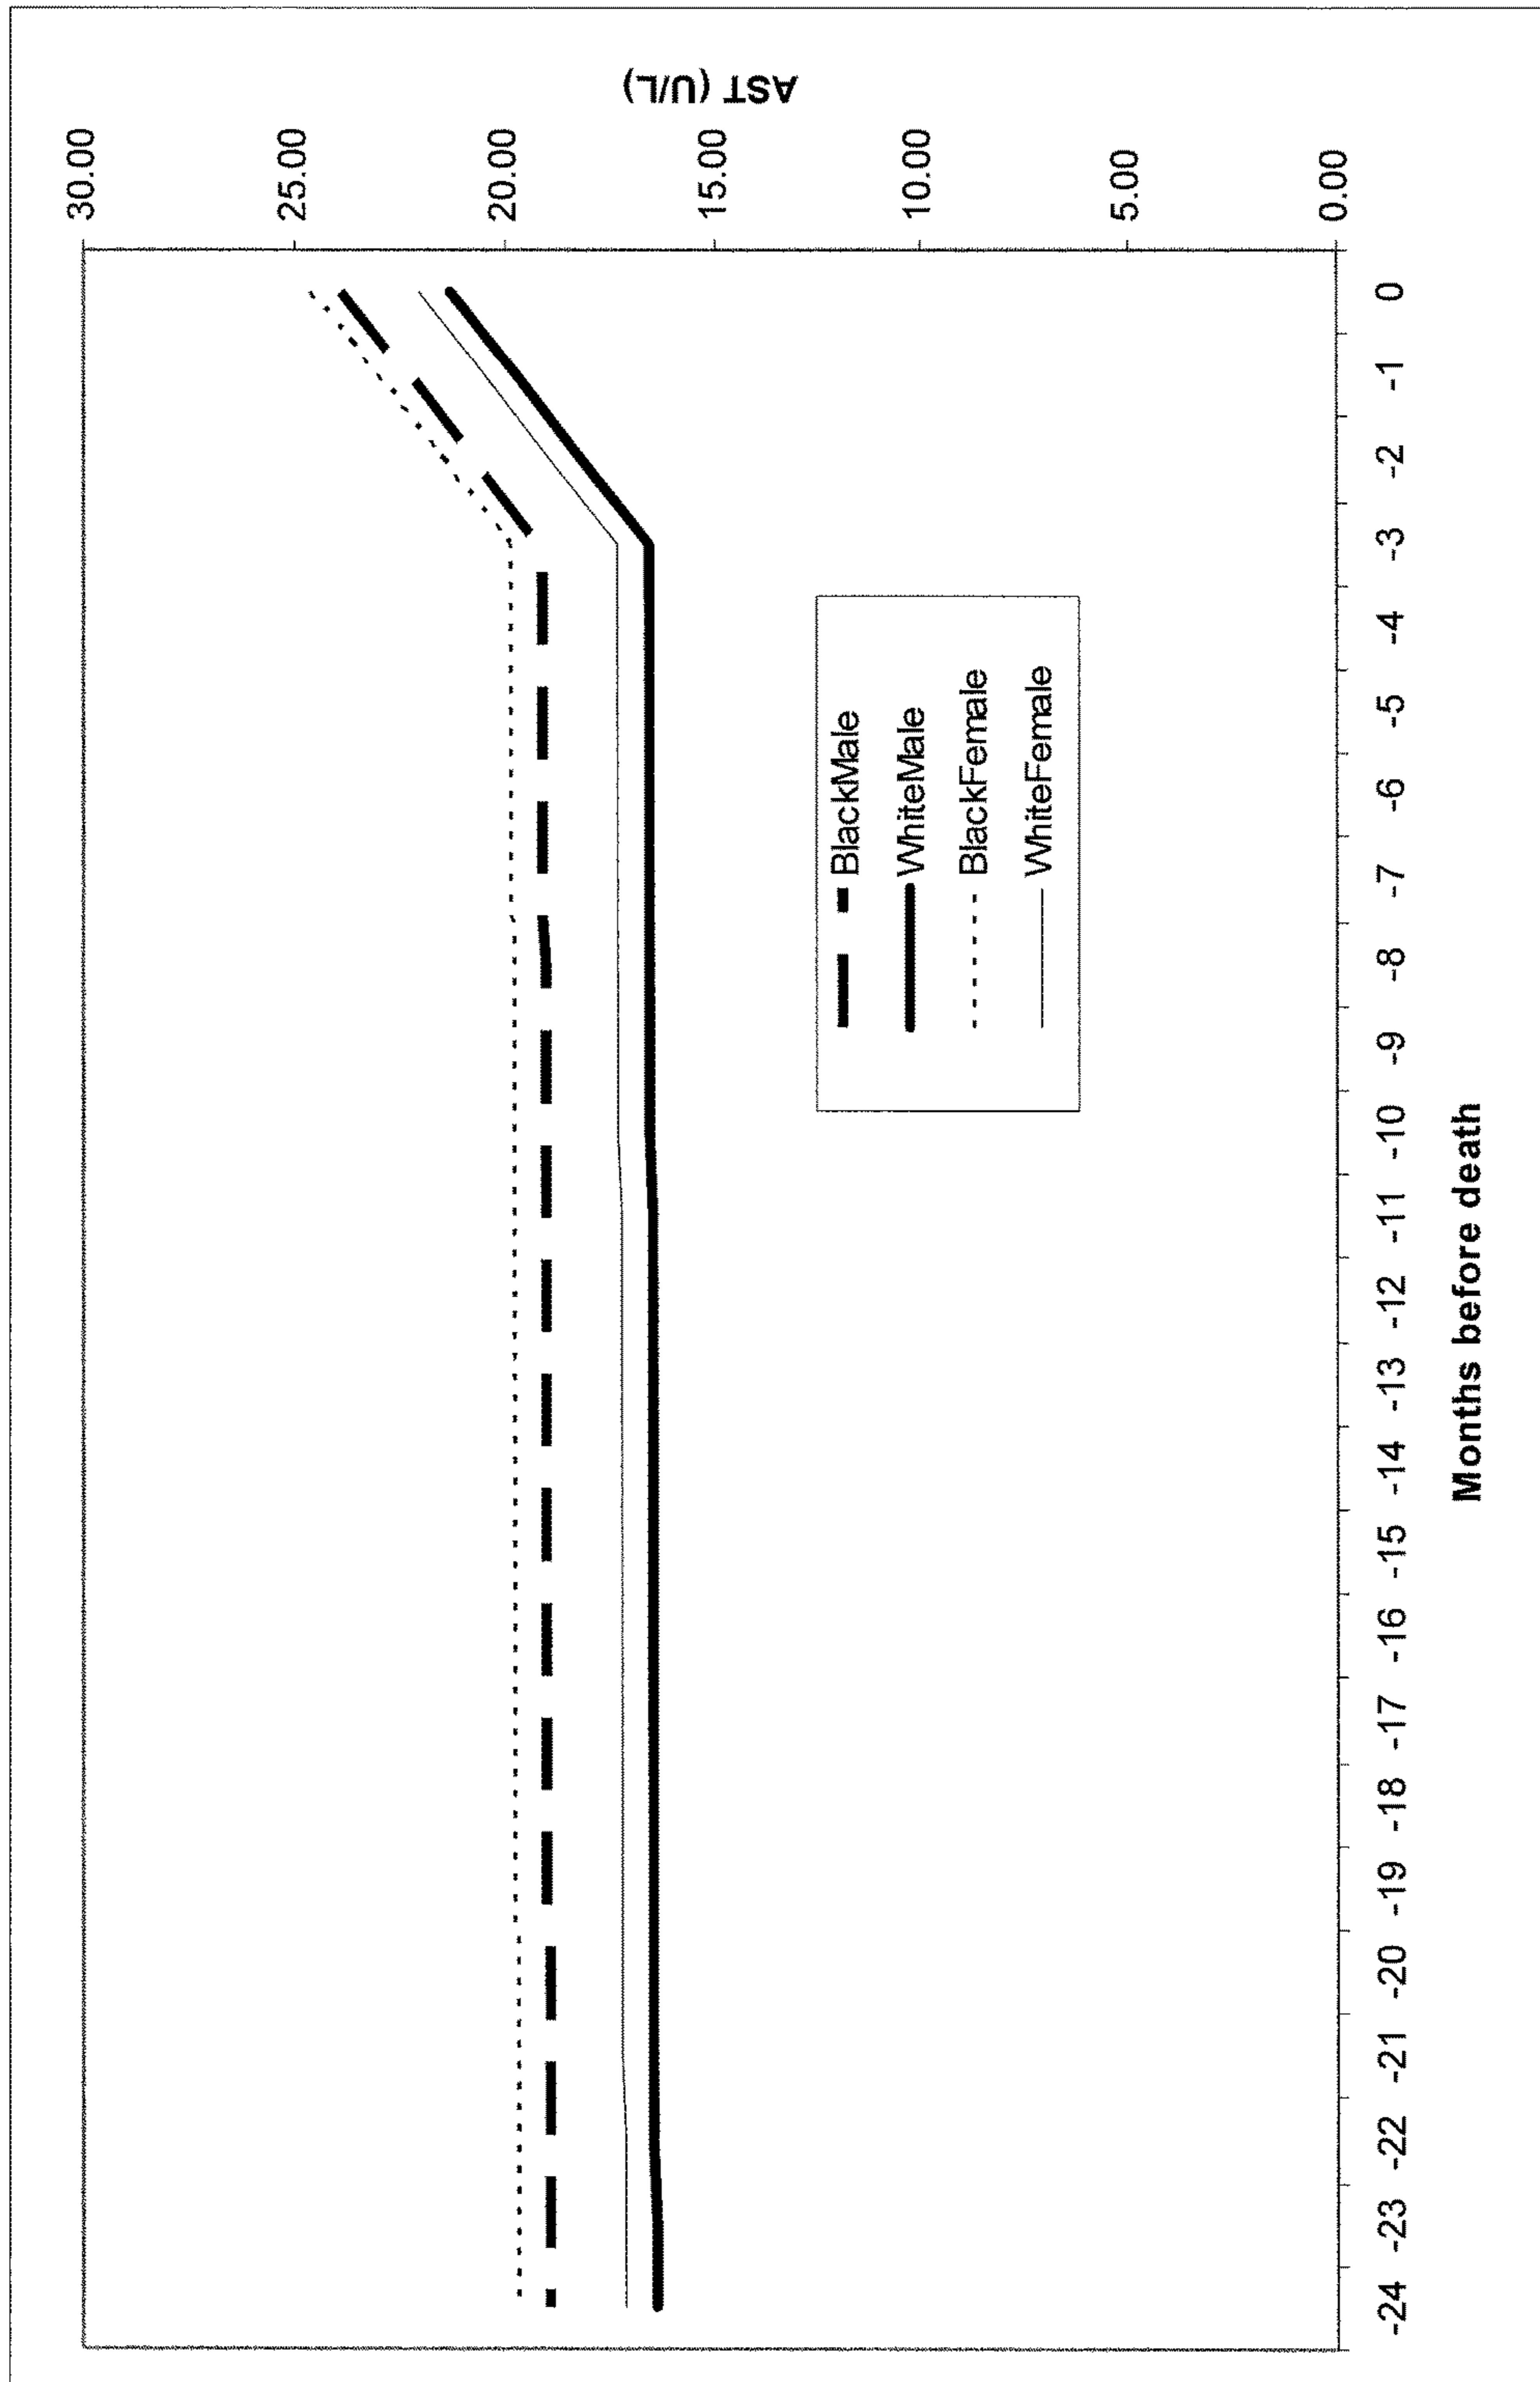 AST (U/L)
30.00
25.00
20.00
15.00
10.00
5.00
0.00
BlackMale
WhiteMale
BlackFemale
WhiteFemale
-24 -23 -22 -21 -20 -19 -18 -17 -16 -15 -14 -13 -12 -11 -10 -9 -8 -7 -6 -5 -4 -3 -2 -1 0
Months before death